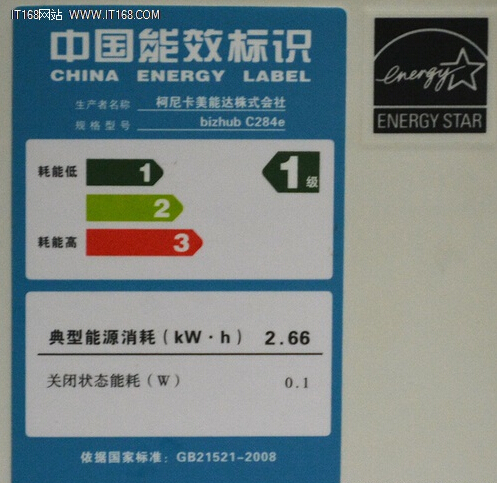 IT168网站 · WWW.IT168.COM
中国能效标识
CHINA ENERGY LABEL
生产者名称 柯尼卡美能达株式会社
规格型号 bizhub C284e
耗能低 1 1级
2
耗能高 3
energy
ENERGY STAR
典型能源消耗(kW·h) 2.66
关闭状态能耗(W) 0.1
依据国家标准: GB21521-2008